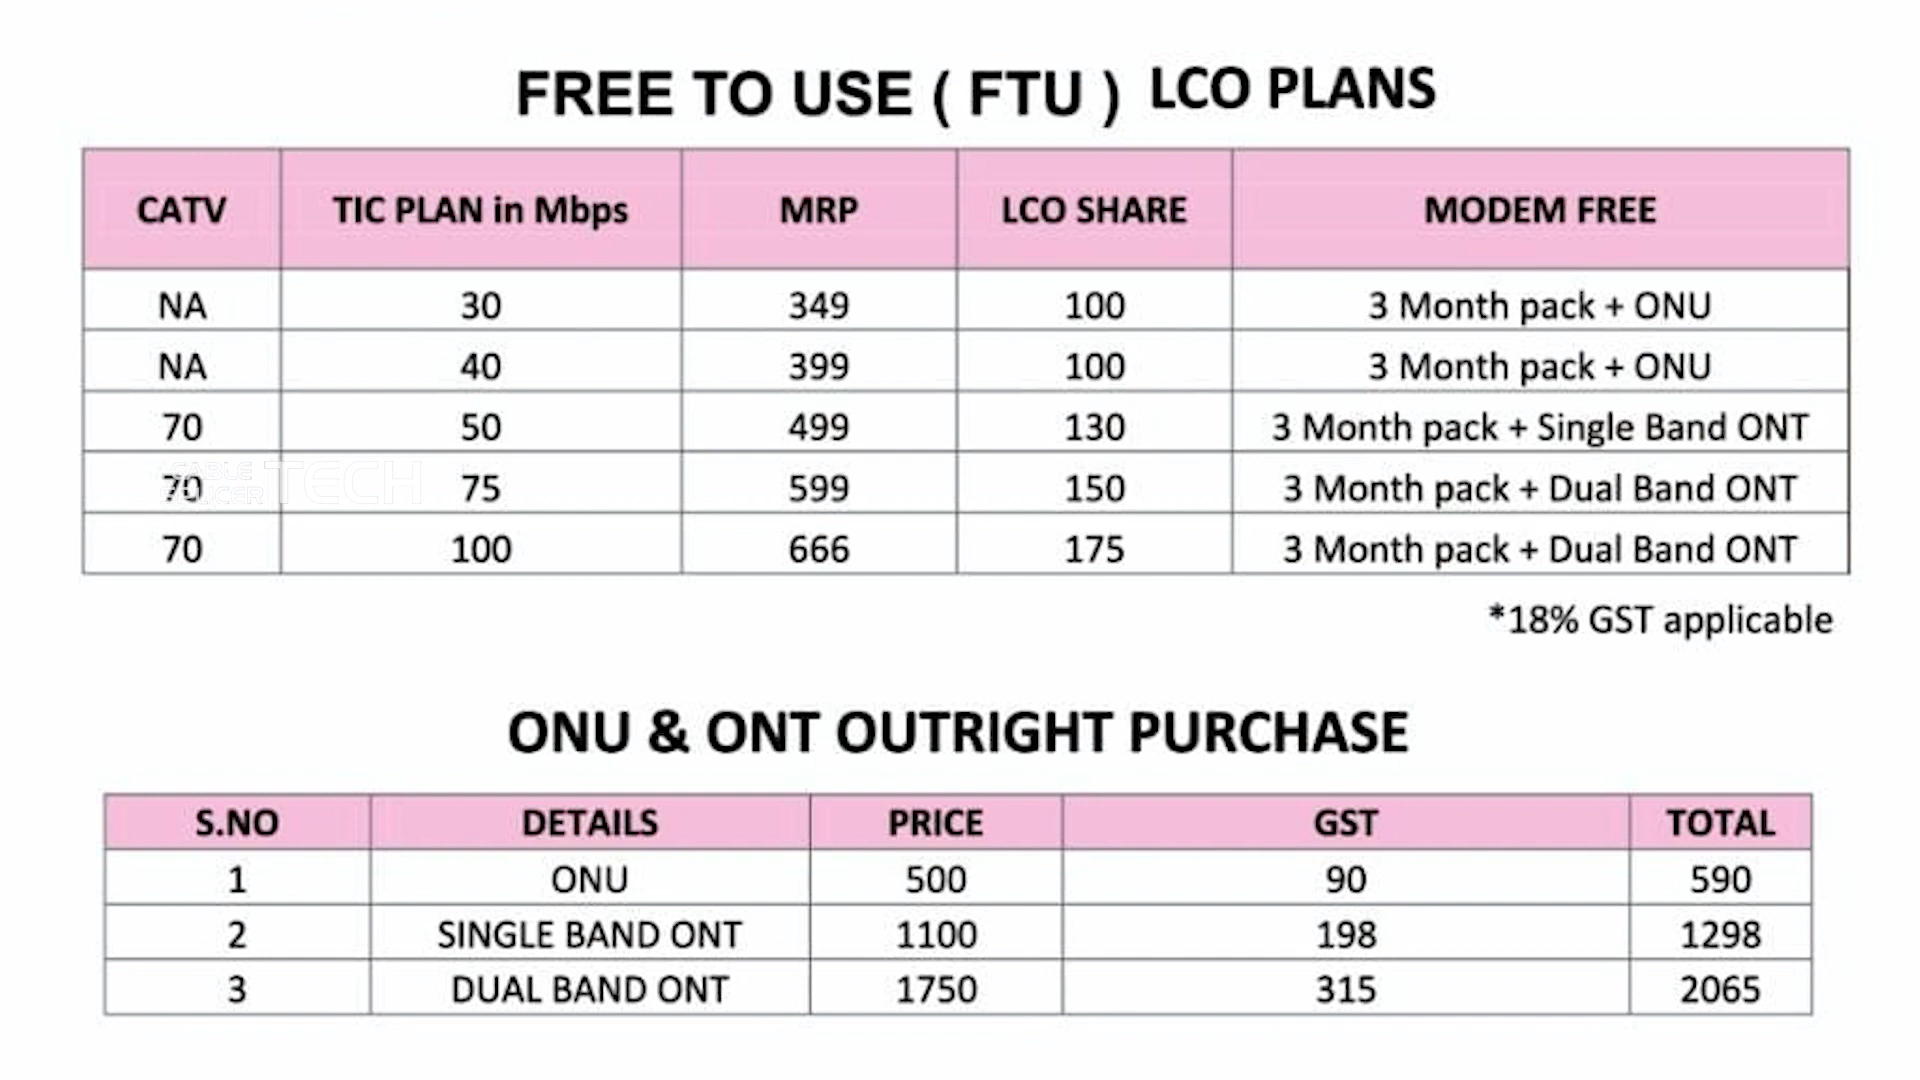 FREE TO USE ( FTU ) LCO PLANS
CATV TIC PLAN in Mbps MRP LCO SHARE MODEM FREE
NA 30 349 100 3 Month pack + ONU
NA 40 399 100 3 Month pack + ONU
70 50 499 130 3 Month pack + Single Band ONT
70 75 599 150 3 Month pack + Dual Band ONT
TECH
70 100 666 175 3 Month pack + Dual Band ONT
*18% GST applicable
ONU & ONT OUTRIGHT PURCHASE
S.NO DETAILS PRICE GST TOTAL
1 ONU 500 90 590
2 SINGLE BAND ONT 1100 198 1298
3 DUAL BAND ONT 1750 315 2065